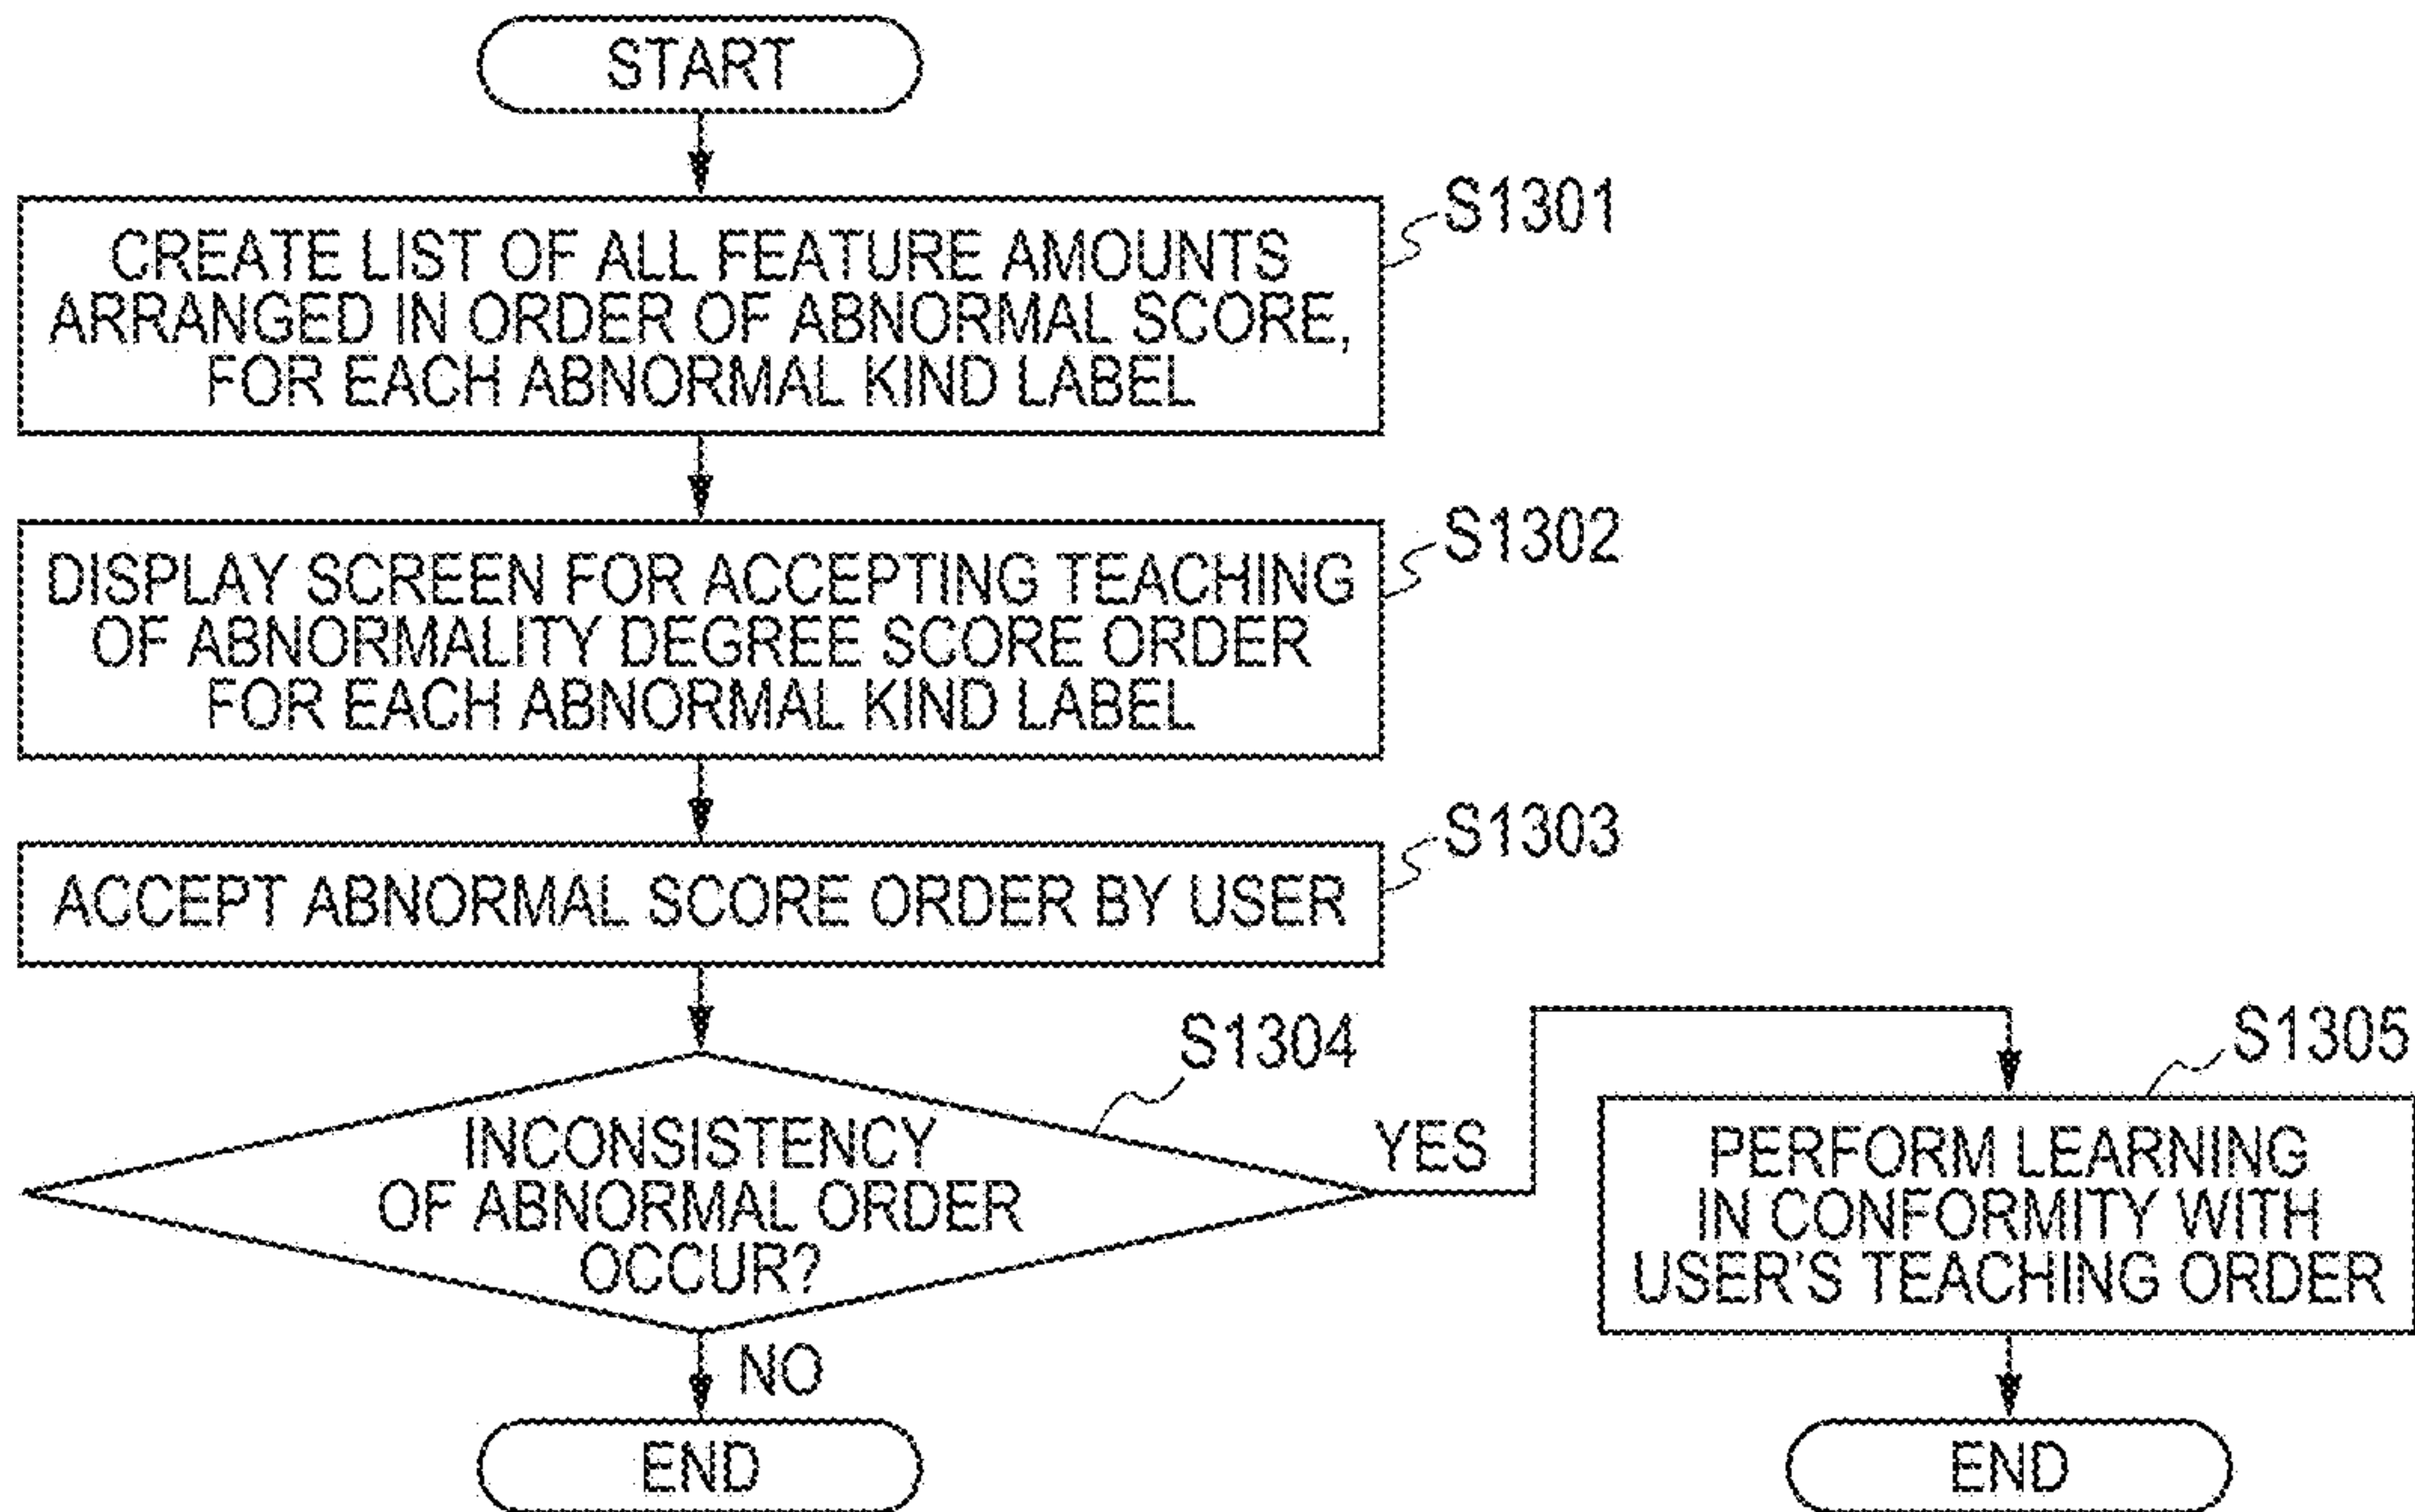 START
S1301
CREATE LIST OF ALL FEATURE AMOUNTS
ARRANGED IN ORDER OF ABNORMAL SCORE,
FOR EACH ABNORMAL KIND LABEL
S1302
DISPLAY SCREEN FOR ACCEPTING TEACHING
OF ABNORMALITY DEGREE SCORE ORDER
FOR EACH ABNORMAL KIND LABEL
S1303
ACCEPT ABNORMAL SCORE ORDER BY USER
S1304
INCONSISTENCY
OF ABNORMAL ORDER
OCCUR?
YES
S1305
PERFORM LEARNING
IN CONFORMITY WITH
USER'S TEACHING ORDER
NO
END
END